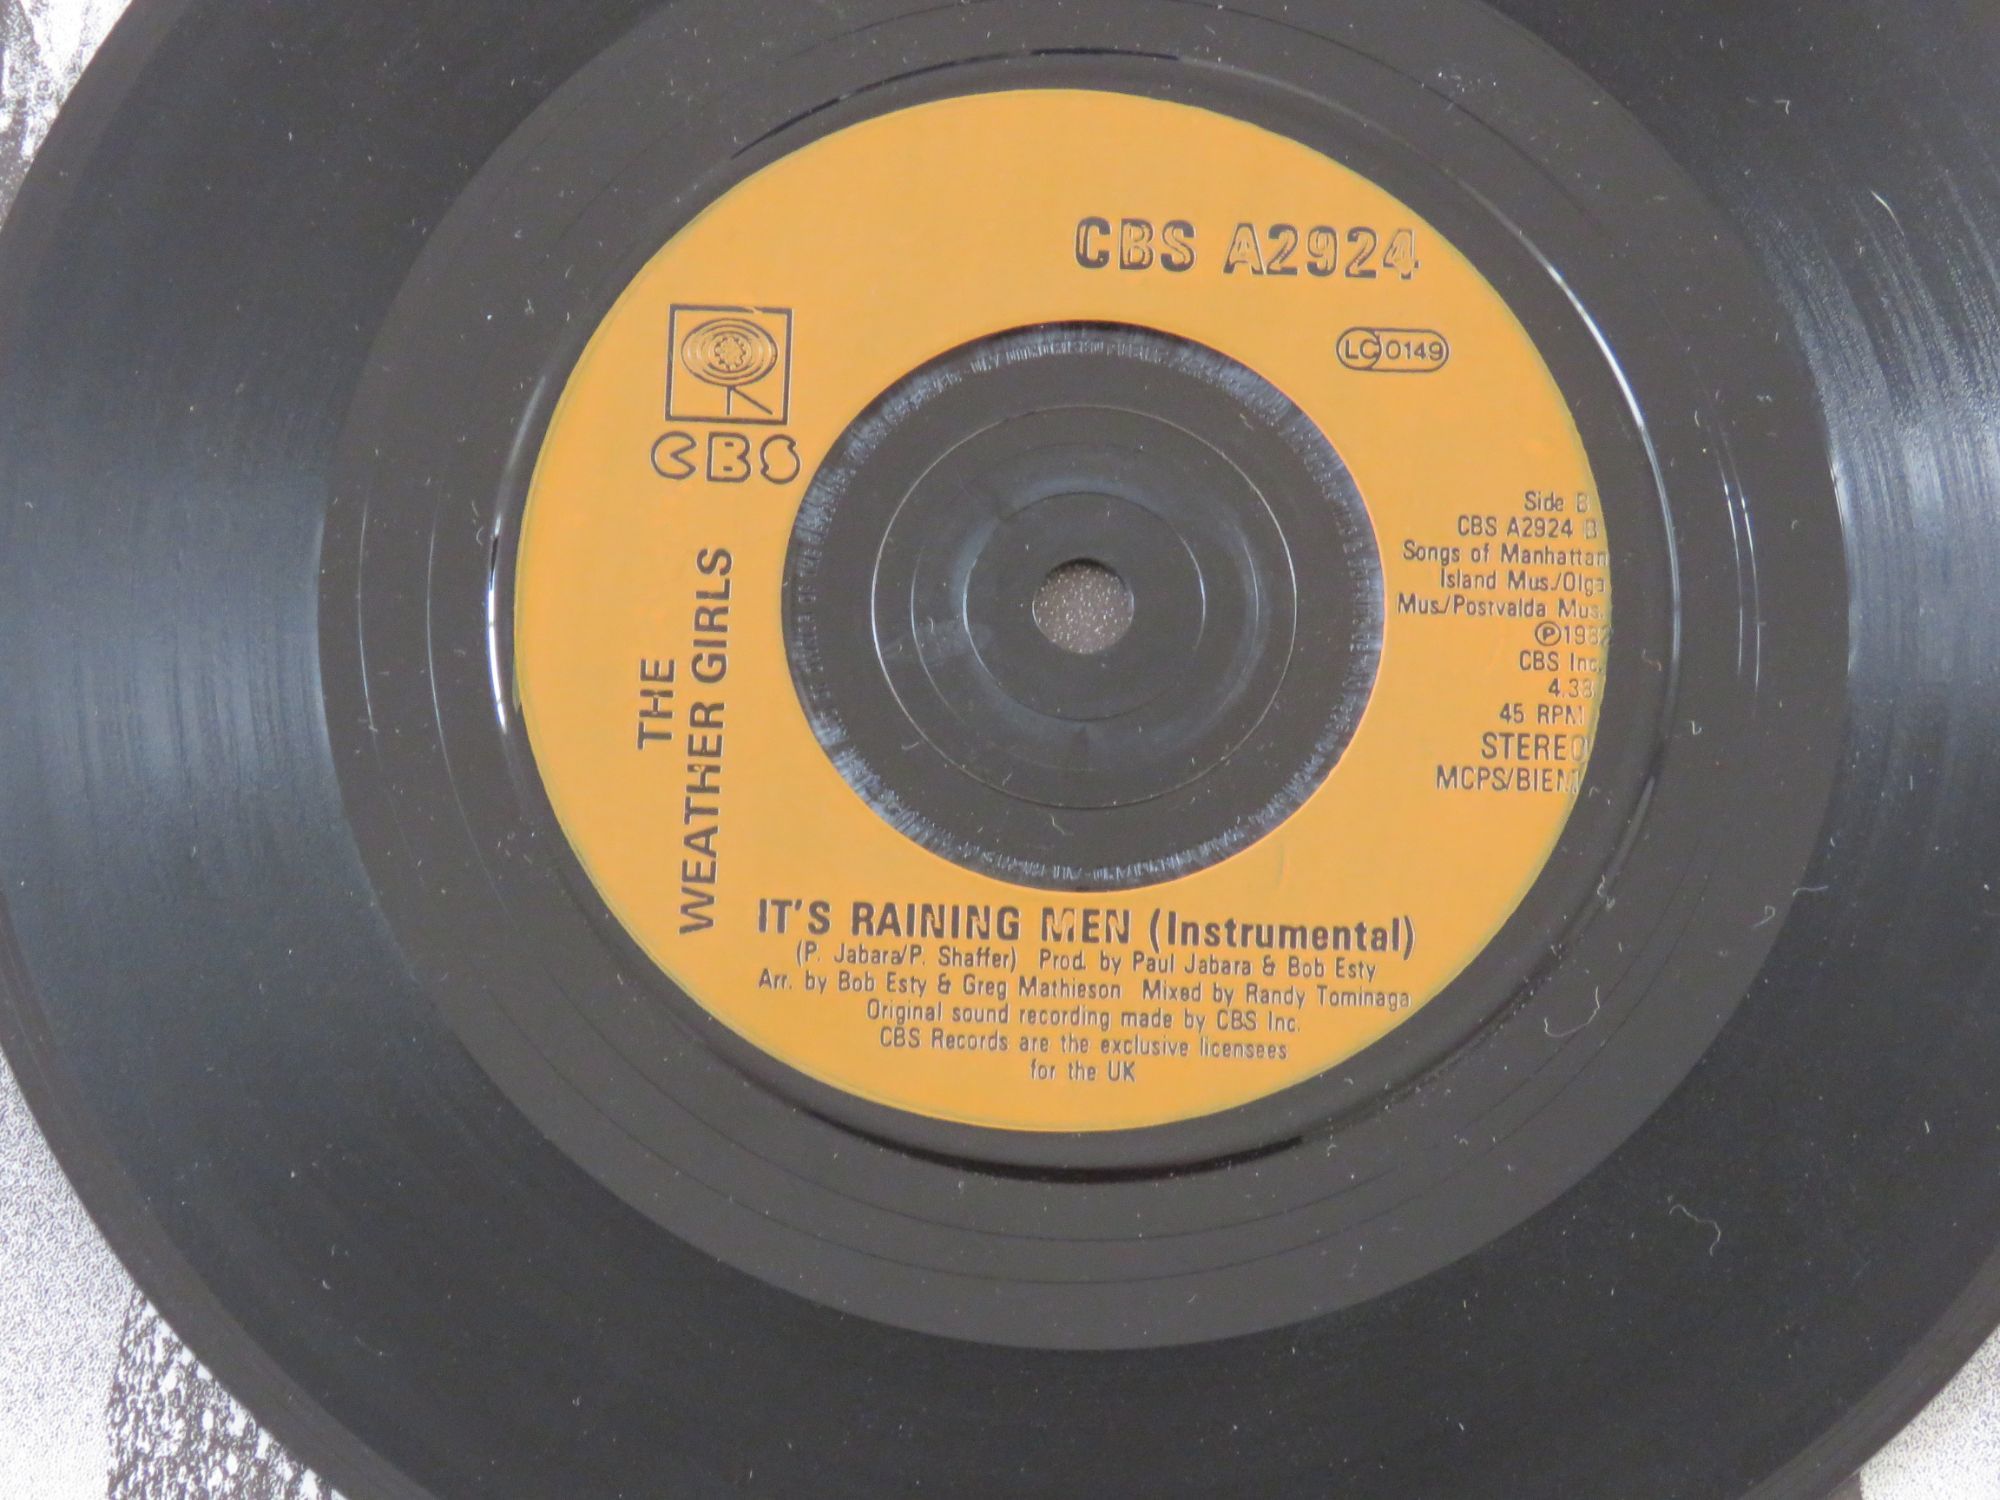 CBS A2924
LC 0149
CBS
THE
WEATHER GIRLS
Side B
CBS A2924 B
Songs of Manhattan
Island Mus./Olga
Mus./Postvalda Mus.
℗1982
CBS Inc.
4.38
45 RPM
STEREO
MCPS/BIEM
IT'S RAINING MEN (Instrumental)
(P. Jabara/P. Shaffer) Prod. by Paul Jabara & Bob Esty
Arr. by Bob Esty & Greg Mathieson Mixed by Randy Tominaga
Original sound recording made by CBS Inc.
CBS Records are the exclusive licensees
for the UK